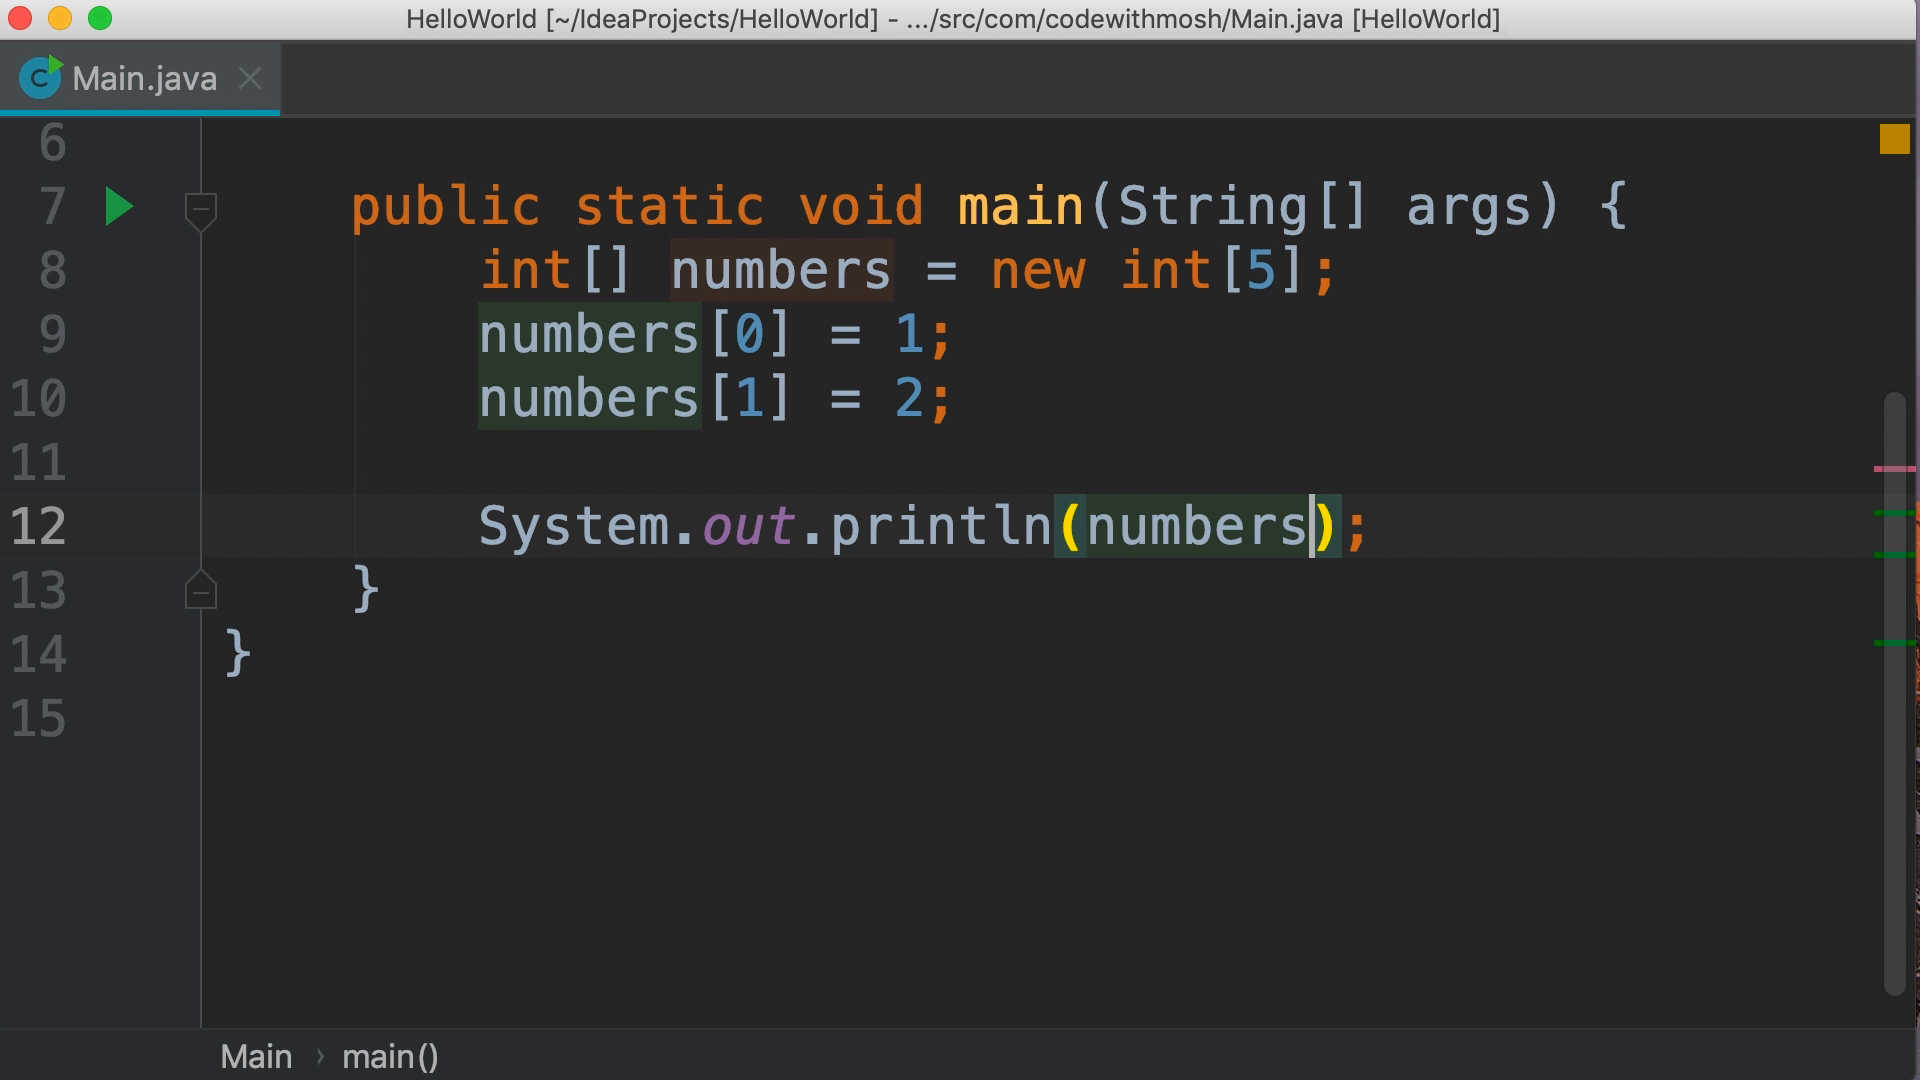 HelloWorld [~/IdeaProjects/HelloWorld] - .../src/com/codewithmosh/Main.java [HelloWorld]
Main.java
6
7 public static void main(String[] args) {
8 int[] numbers = new int[5];
9 numbers[0] = 1;
10 numbers[1] = 2;
11
12 System.out.println(numbers);
13 }
14 }
15
Main › main()